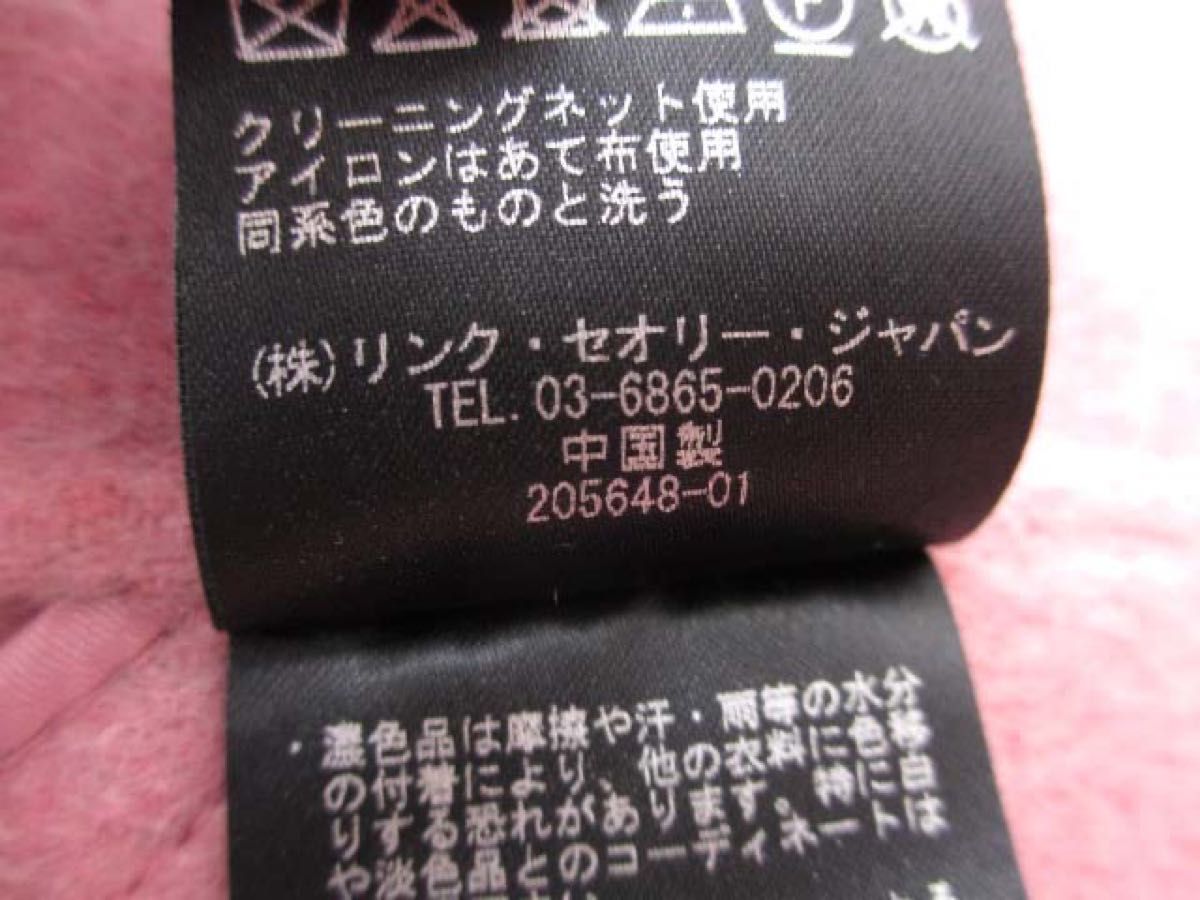 クリーニングネット使用
アイロンはあて布使用
同系色のものと洗う
(株)リンク・セオリー・ジャパン
TEL. 03-6865-0206
中国製
205648-01
・濃色品は摩擦や汗・雨等の水分
の付着により、他の衣料に色移
りする恐れがあります。特に白
や淡色品とのコーディネートは